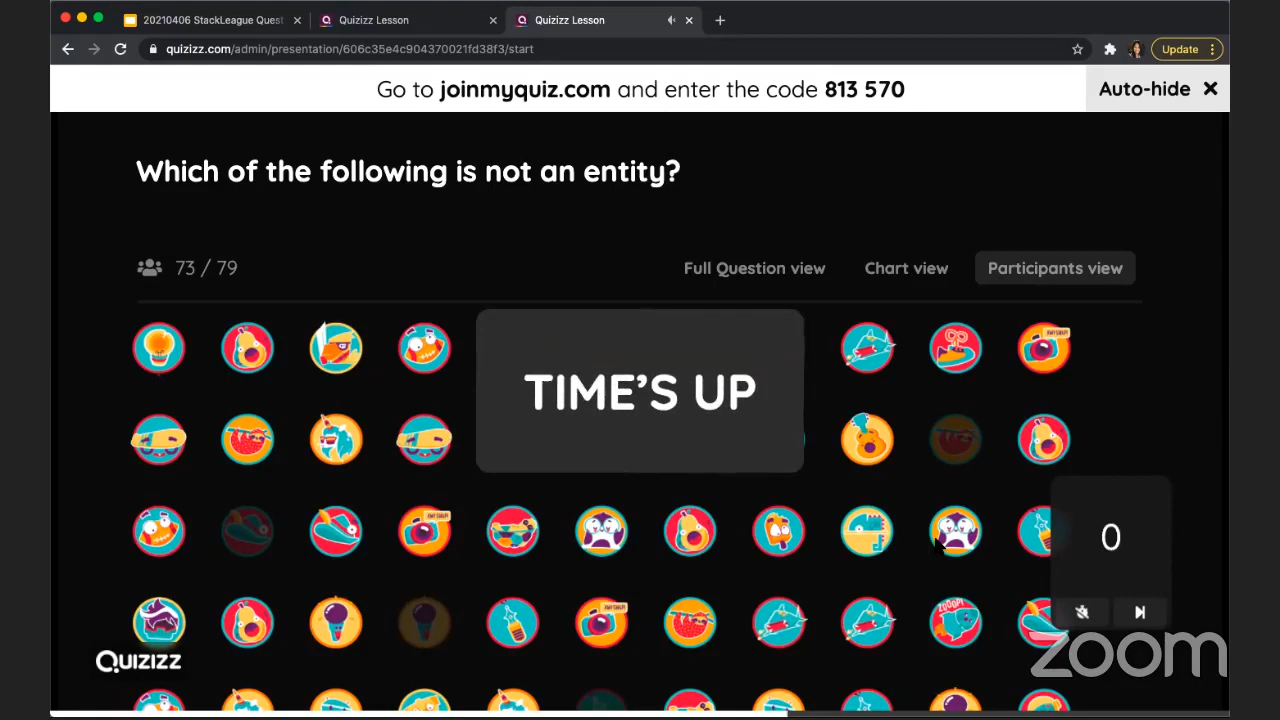 20210406 StackLeague Quest
Quizizz Lesson
Quizizz Lesson
quizizz.com/admin/presentation/606c35e4c904370021fd38f3/start
Update
Go to joinmyquiz.com and enter the code 813 570
Auto-hide
Which of the following is not an entity?
73 / 79
Full Question view
Chart view
Participants view
TIME'S UP
0
Quizizz
zoom